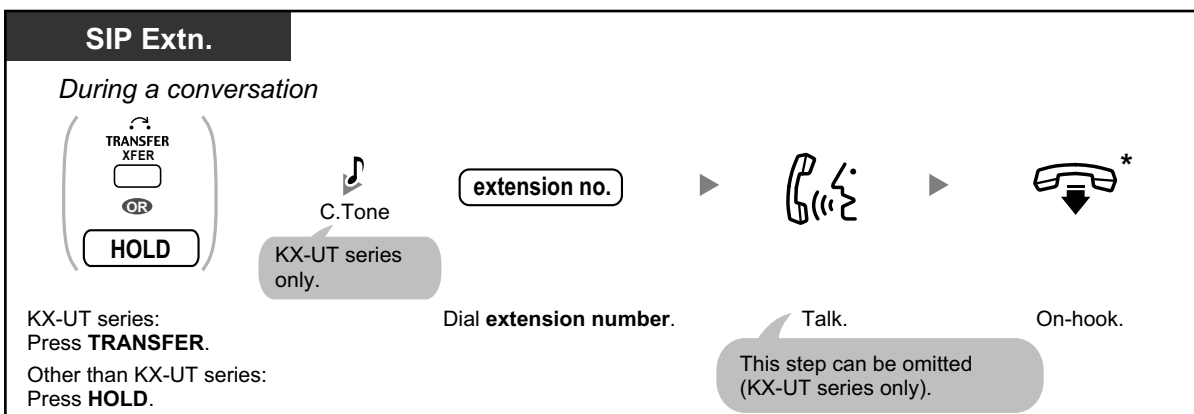 SIP Extn.
During a conversation
TRANSFER
XFER
OR
HOLD
C.Tone
KX-UT series
only.
extension no.
*
KX-UT series:
Press TRANSFER.
Other than KX-UT series:
Press HOLD.
Dial extension number.
Talk.
This step can be omitted
(KX-UT series only).
On-hook.